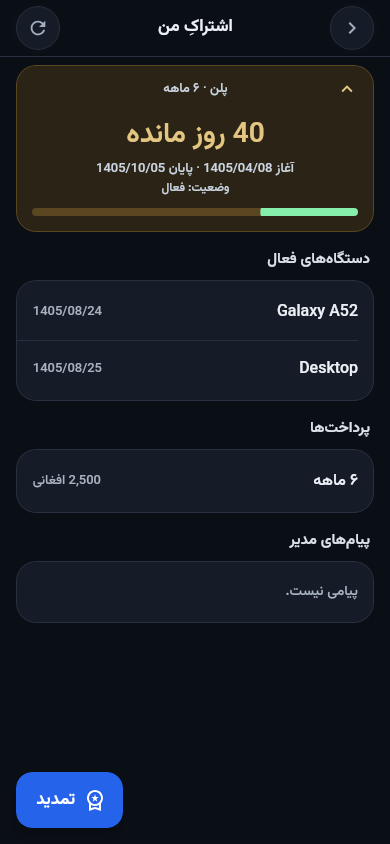 اشتراکِ من
پلن · ۶ ماهه
40 روز مانده
آغاز 1405/04/08 · پایان 1405/10/05
وضعیت: فعال
دستگاه‌های فعال
Galaxy A52 1405/08/24
Desktop 1405/08/25
پرداخت‌ها
۶ ماهه 2,500 افغانی
پیام‌های مدیر
پیامی نیست.
تمدید